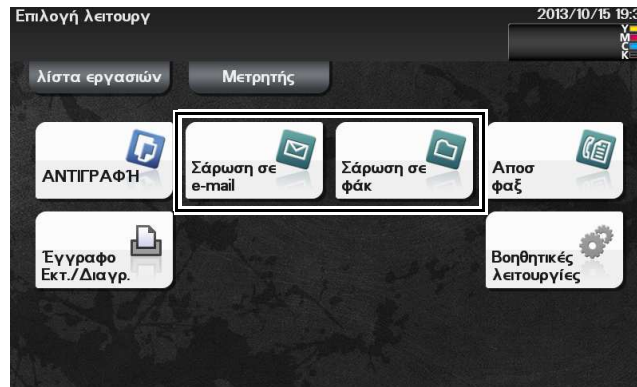 Επιλογή λειτουργ
2013/10/15 19:3
Y
M
C
K
λίστα εργασιών
Μετρητής
ΑΝΤΙΓΡΑΦΉ
Σάρωση σε
e-mail
Σάρωση σε
φάκ
Αποσ
φαξ
Έγγραφο
Εκτ./Διαγρ.
Βοηθητικές
λειτουργίες